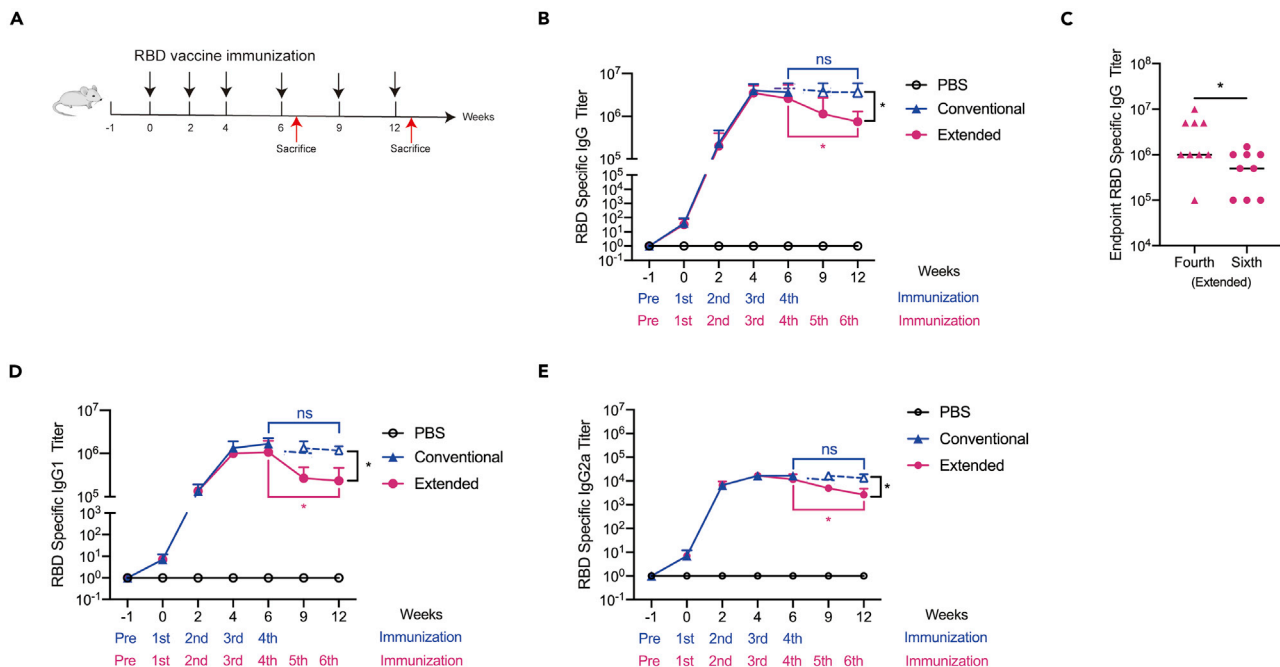 A
RBD vaccine immunization
-1 0 2 4 6 9 12 Weeks
Sacrifice Sacrifice
B
RBD Specific IgG Titer
10^7
10^6
10^5
10^5
10^4
10^3
10^2
10^1
10^0
10^-1
ns
*
*
PBS
Conventional
Extended
-1 0 2 4 6 9 12 Weeks
Pre 1st 2nd 3rd 4th Immunization
Pre 1st 2nd 3rd 4th 5th 6th Immunization
C
Endpoint RBD Specific IgG Titer
10^8
10^7
10^6
10^5
10^4
*
Fourth Sixth
(Extended)
D
RBD Specific IgG1 Titer
10^7
10^6
10^5
10^3
10^2
10^1
10^0
10^-1
ns
*
*
PBS
Conventional
Extended
-1 0 2 4 6 9 12 Weeks
Pre 1st 2nd 3rd 4th Immunization
Pre 1st 2nd 3rd 4th 5th 6th Immunization
E
RBD Specific IgG2a Titer
10^7
10^6
10^5
10^4
10^3
10^2
10^1
10^0
10^-1
ns
*
*
PBS
Conventional
Extended
-1 0 2 4 6 9 12 Weeks
Pre 1st 2nd 3rd 4th Immunization
Pre 1st 2nd 3rd 4th 5th 6th Immunization